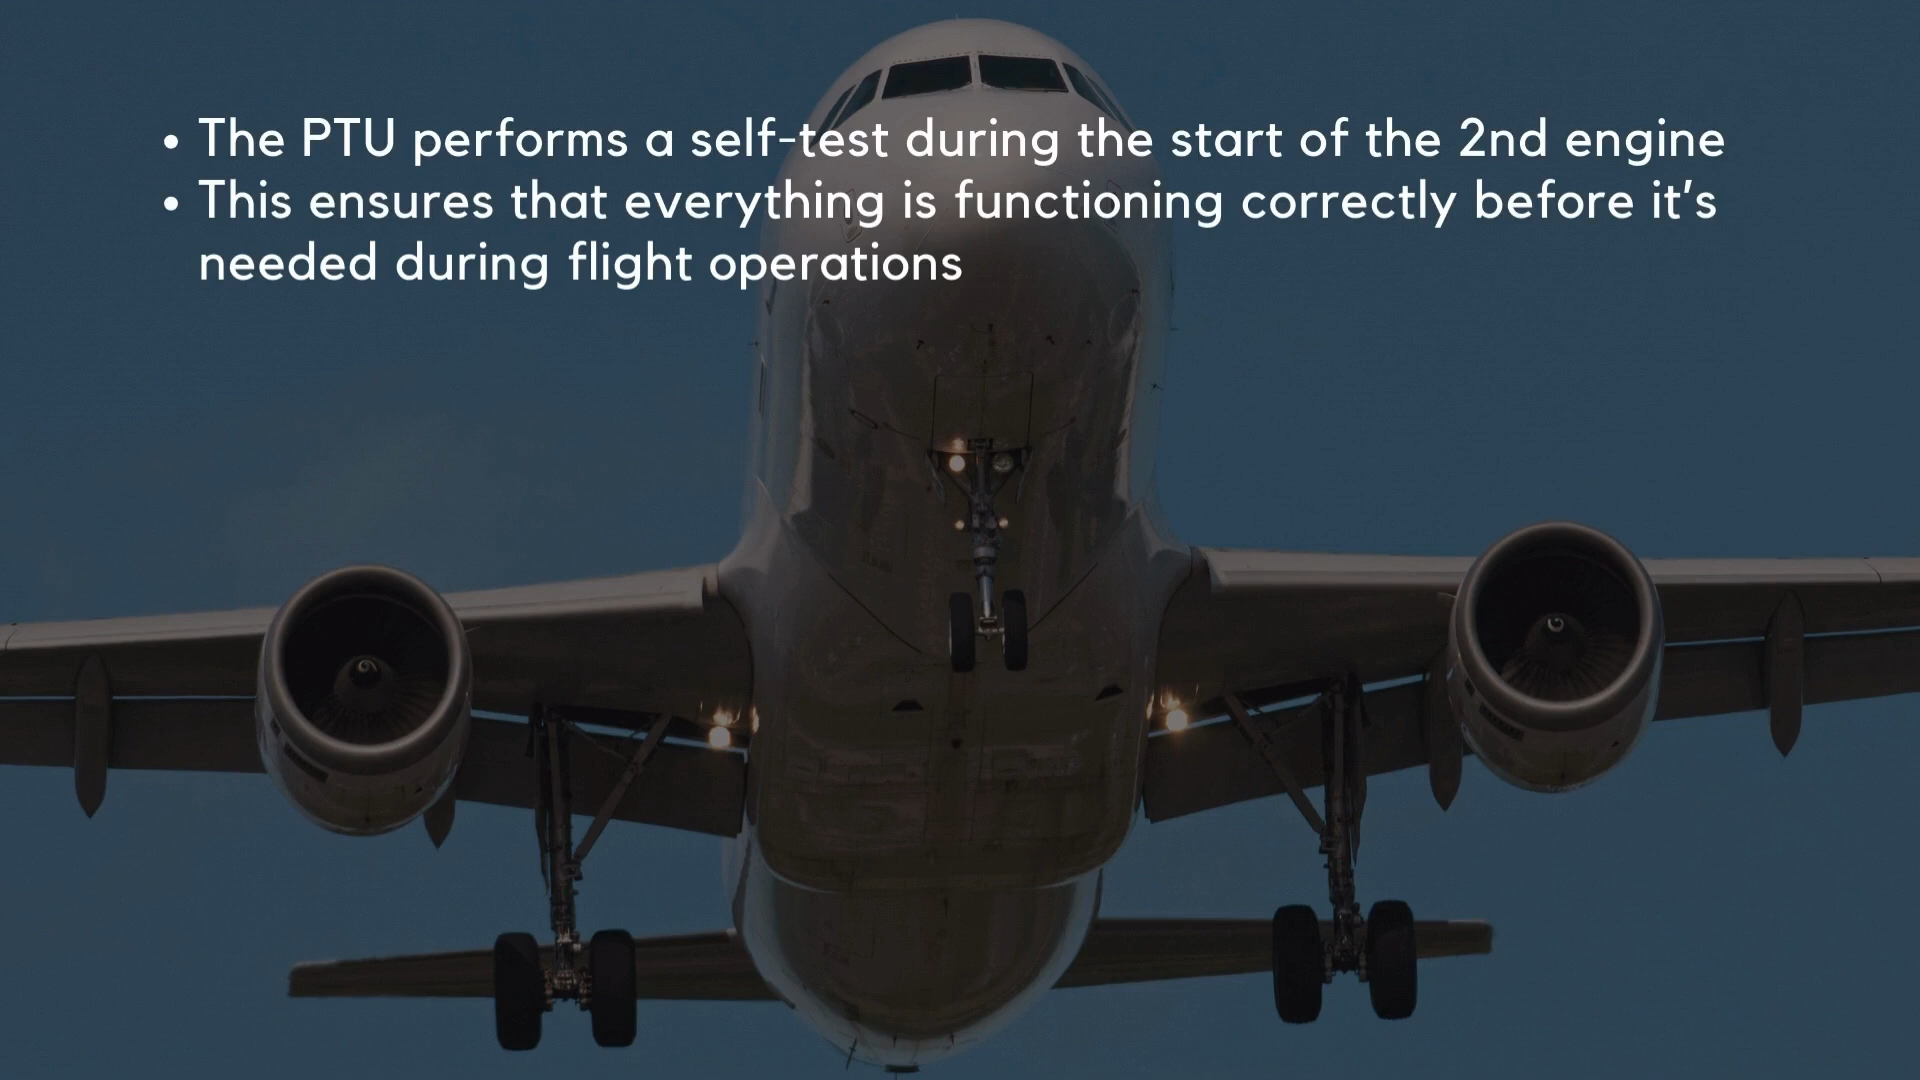 • The PTU performs a self-test during the start of the 2nd engine
• This ensures that everything is functioning correctly before it’s
needed during flight operations